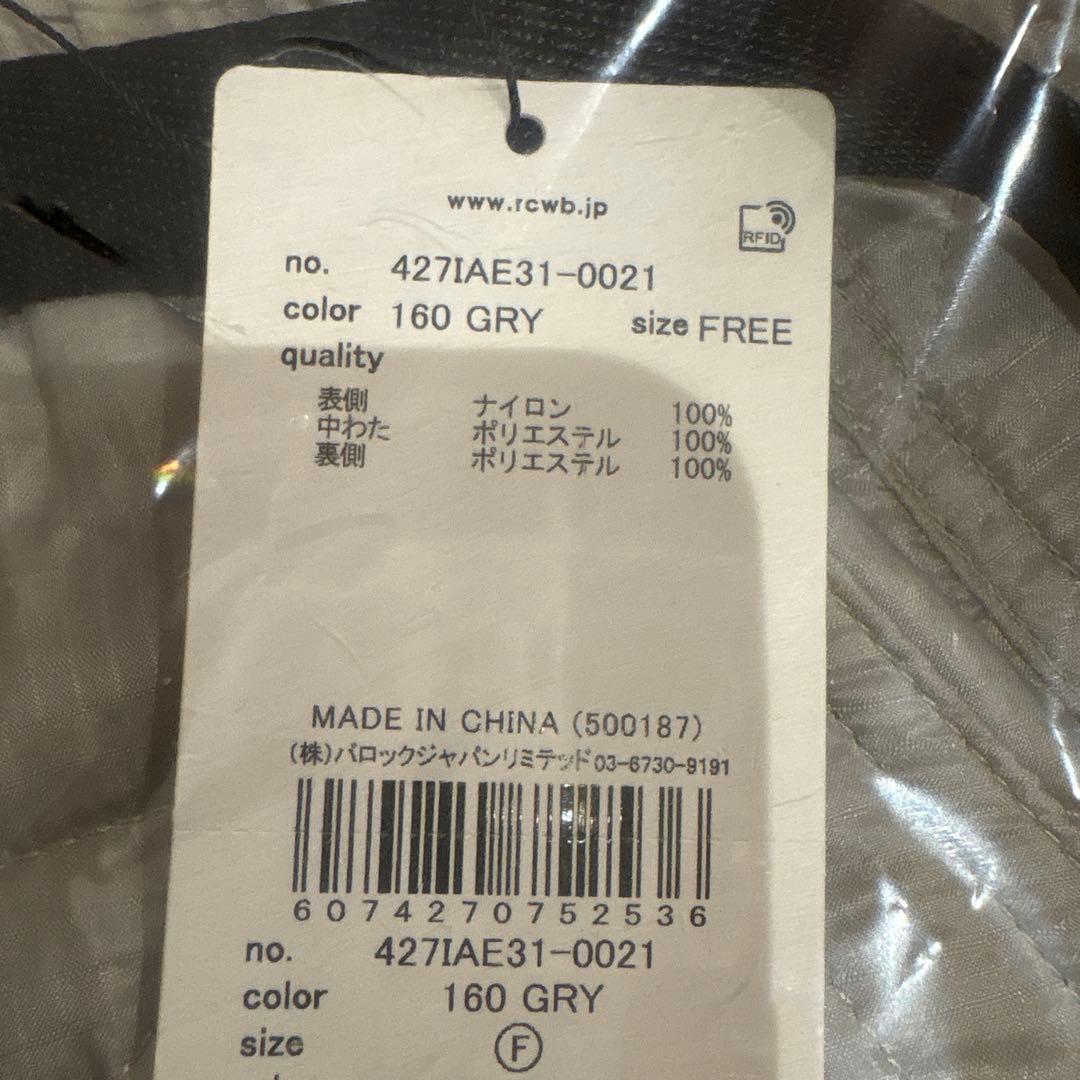 www.rcwb.jp
RFID
no. 427IAE31-0021
color 160 GRY size FREE
quality
表側 ナイロン 100%
中わた ポリエステル 100%
裏側 ポリエステル 100%
MADE IN CHINA (500187)
(株)バロックジャパンリミテッド03-6730-9191
6074270752536
no. 427IAE31-0021
color 160 GRY
size F